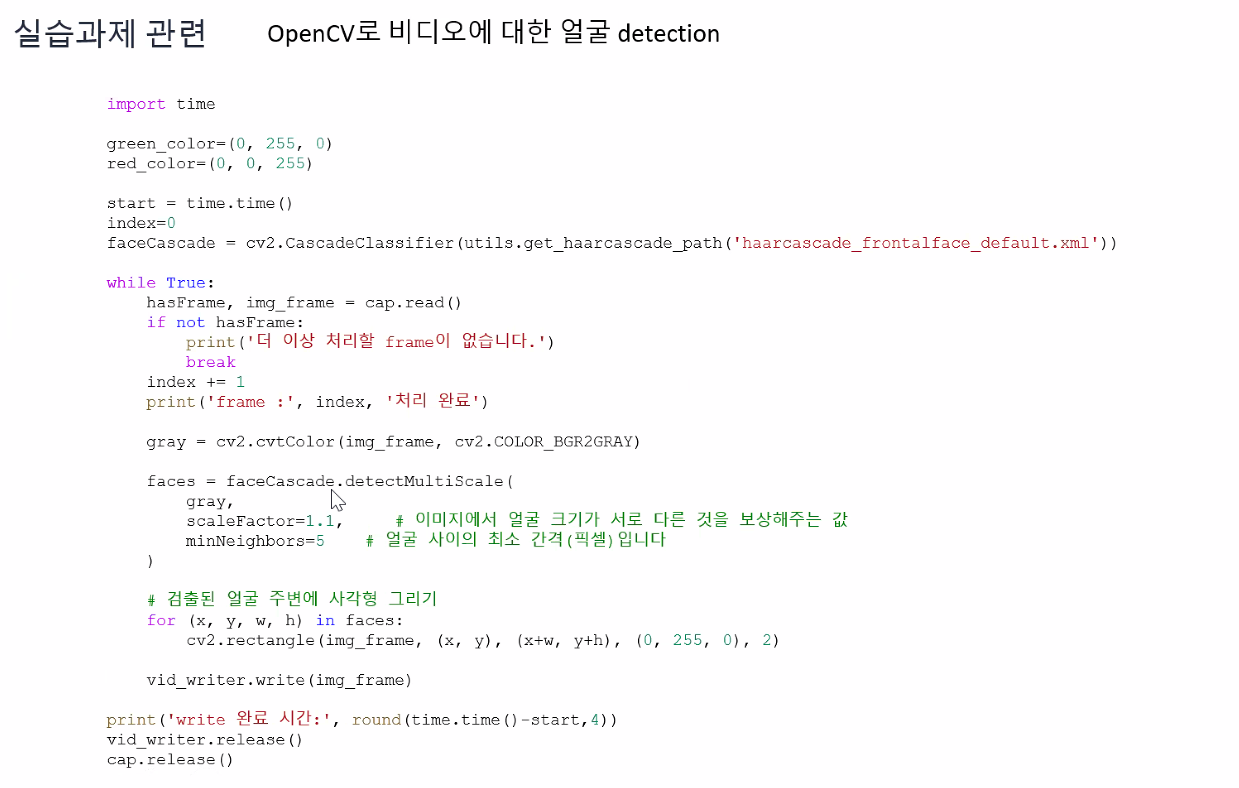 실습과제 관련 OpenCV로 비디오에 대한 얼굴 detection
import time
green_color=(0, 255, 0)
red_color=(0, 0, 255)
start = time.time()
index=0
faceCascade = cv2.CascadeClassifier(utils.get_haarcascade_path('haarcascade_frontalface_default.xml'))
while True:
    hasFrame, img_frame = cap.read()
    if not hasFrame:
        print('더 이상 처리할 frame이 없습니다.')
        break
    index += 1
    print('frame :', index, '처리 완료')
    gray = cv2.cvtColor(img_frame, cv2.COLOR_BGR2GRAY)
    faces = faceCascade.detectMultiScale(
        gray,
        scaleFactor=1.1,     # 이미지에서 얼굴 크기가 서로 다른 것을 보상해주는 값
        minNeighbors=5    # 얼굴 사이의 최소 간격(픽셀)입니다
    )
    # 검출된 얼굴 주변에 사각형 그리기
    for (x, y, w, h) in faces:
        cv2.rectangle(img_frame, (x, y), (x+w, y+h), (0, 255, 0), 2)
    vid_writer.write(img_frame)
print('write 완료 시간:', round(time.time()-start,4))
vid_writer.release()
cap.release()